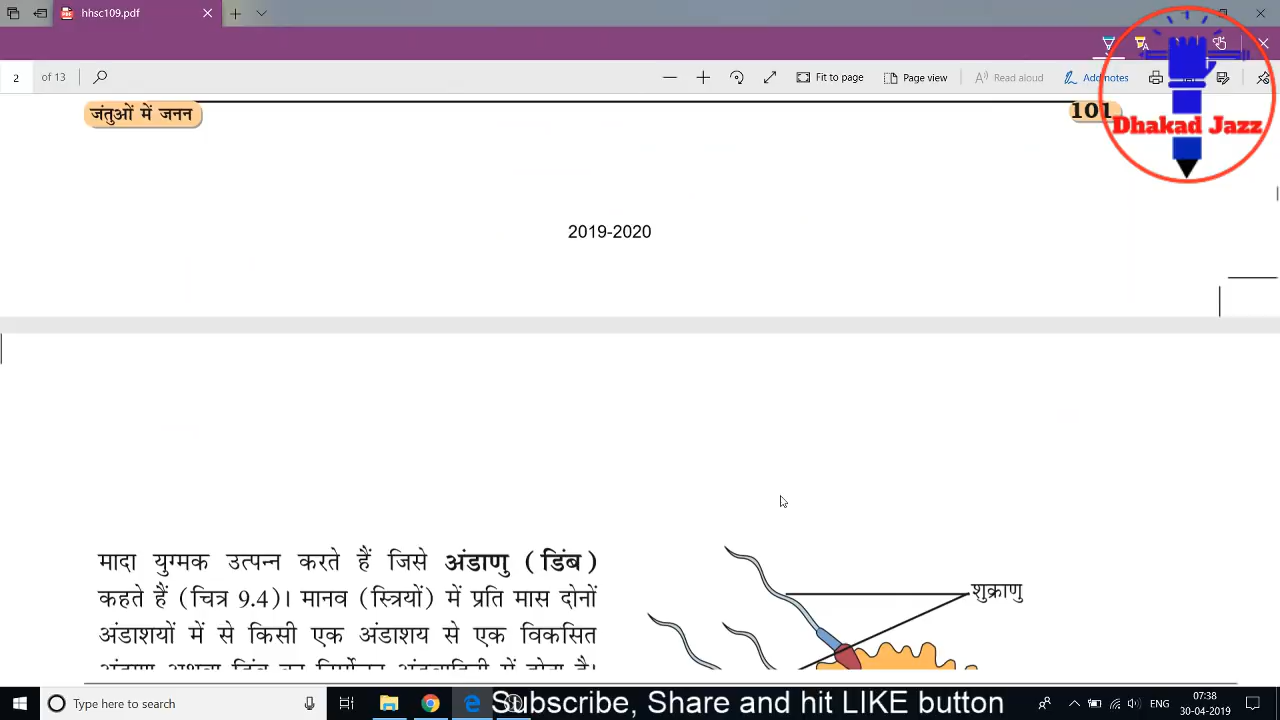 hhsc109.pdf
2 of 13
Fit to page
Page view
Read aloud
Add notes
जंतुओं में जनन
101
Dhakad Jazz
2019-2020
मादा युग्मक उत्पन्न करते हैं जिसे अंडाणु (डिंब)
कहते हैं (चित्र 9.4)। मानव (स्त्रियों) में प्रति मास दोनों
अंडाशयों में से किसी एक अंडाशय से एक विकसित
शुक्राणु
Type here to search
Subscribe, Share and hit LIKE button
ENG
07:38
30-04-2019